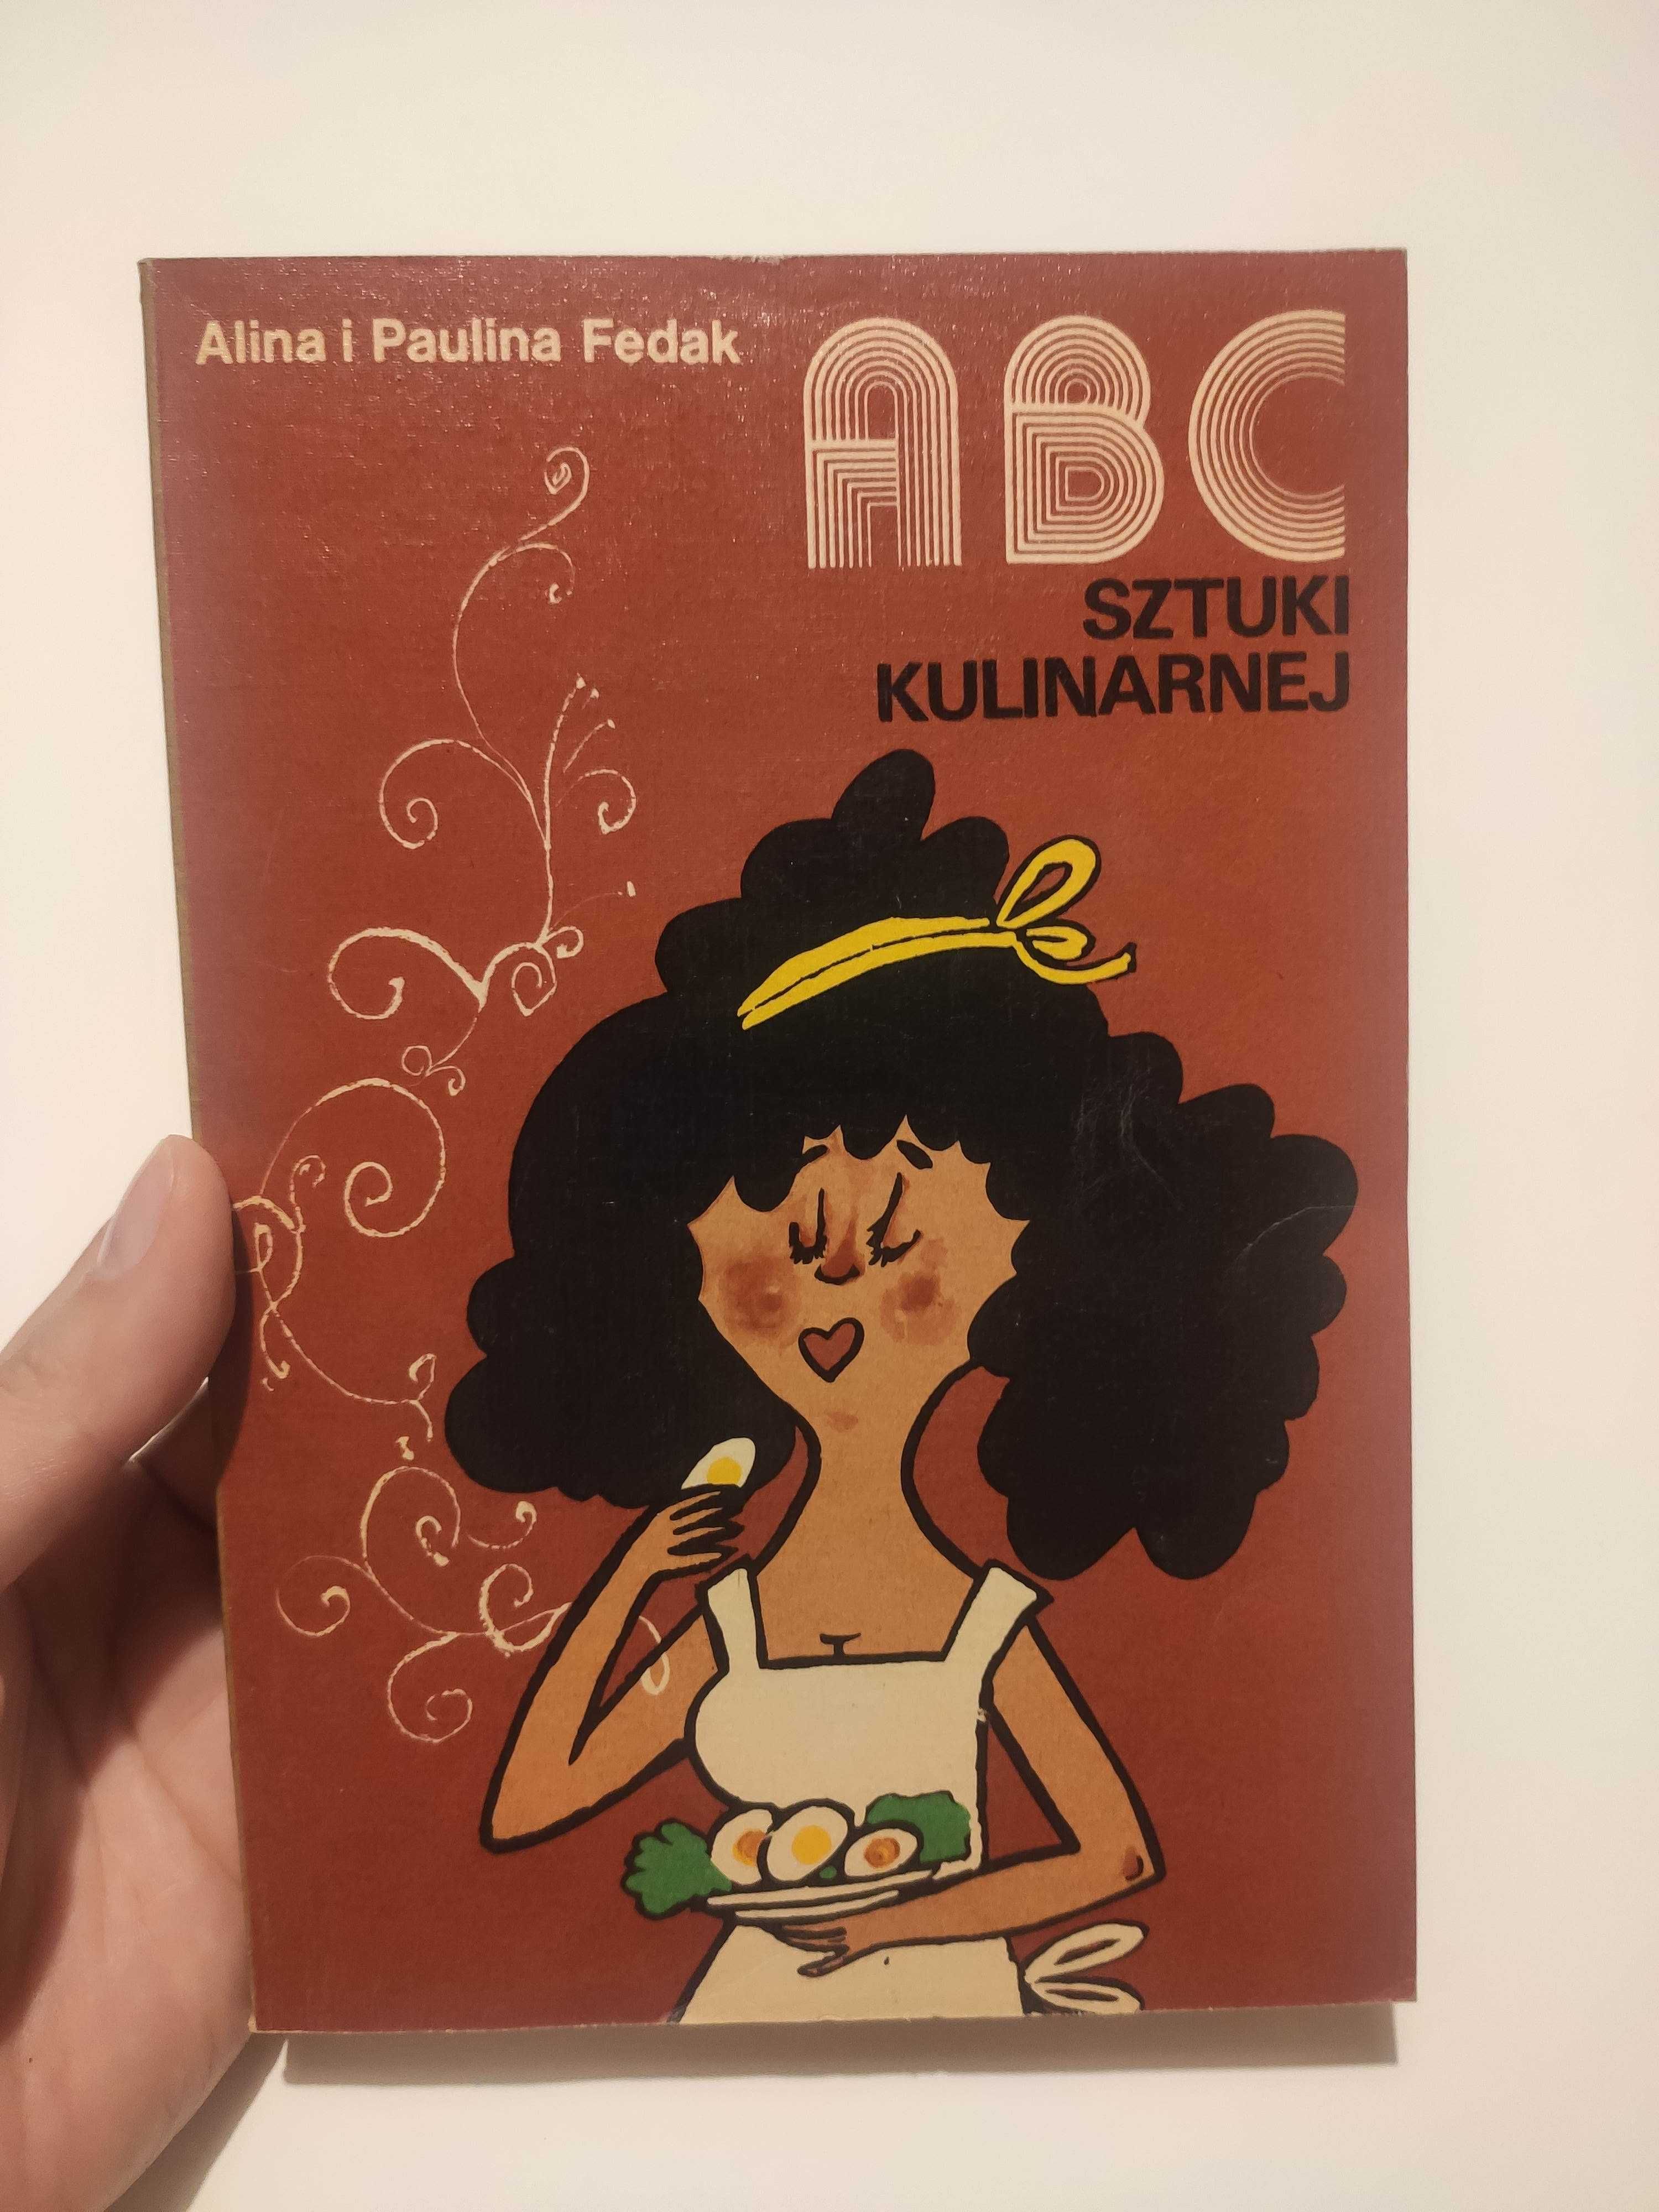 Alina i Paulina Fedak
ABC
SZTUKI
KULINARNEJ